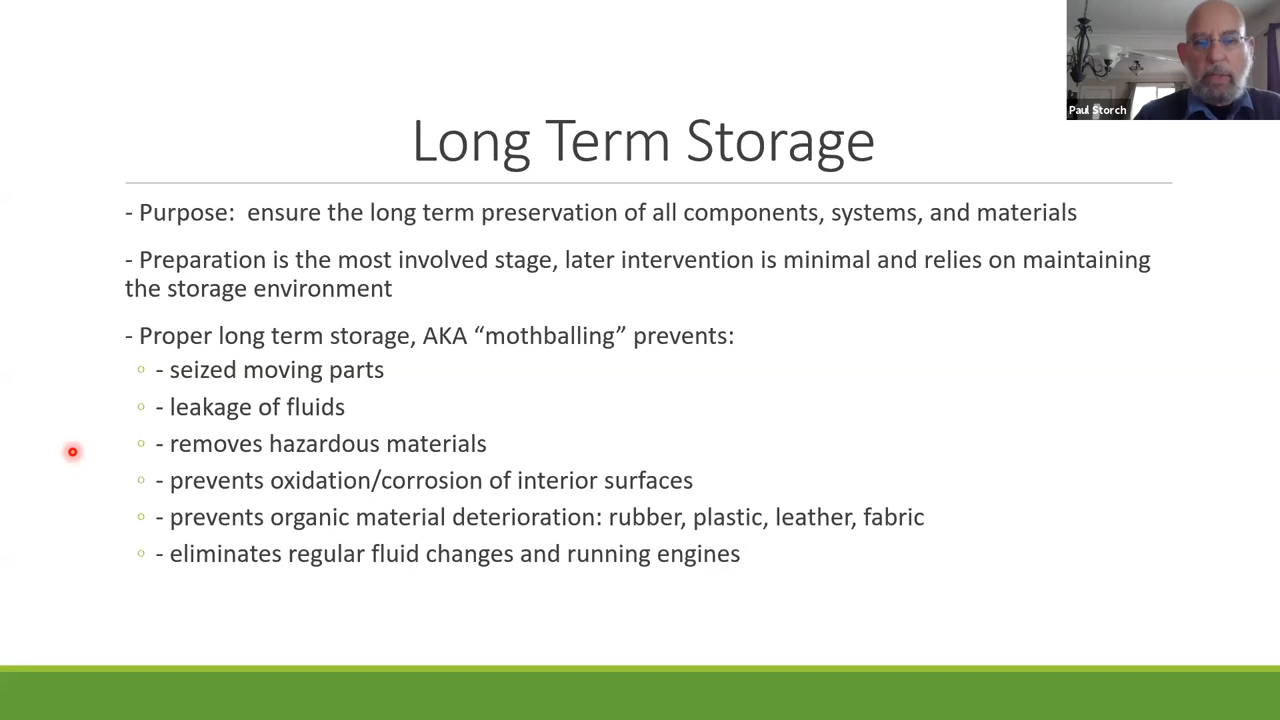 Paul Storch
Long Term Storage
- Purpose:  ensure the long term preservation of all components, systems, and materials
- Preparation is the most involved stage, later intervention is minimal and relies on maintaining
the storage environment
- Proper long term storage, AKA “mothballing” prevents:
- seized moving parts
- leakage of fluids
- removes hazardous materials
- prevents oxidation/corrosion of interior surfaces
- prevents organic material deterioration: rubber, plastic, leather, fabric
- eliminates regular fluid changes and running engines